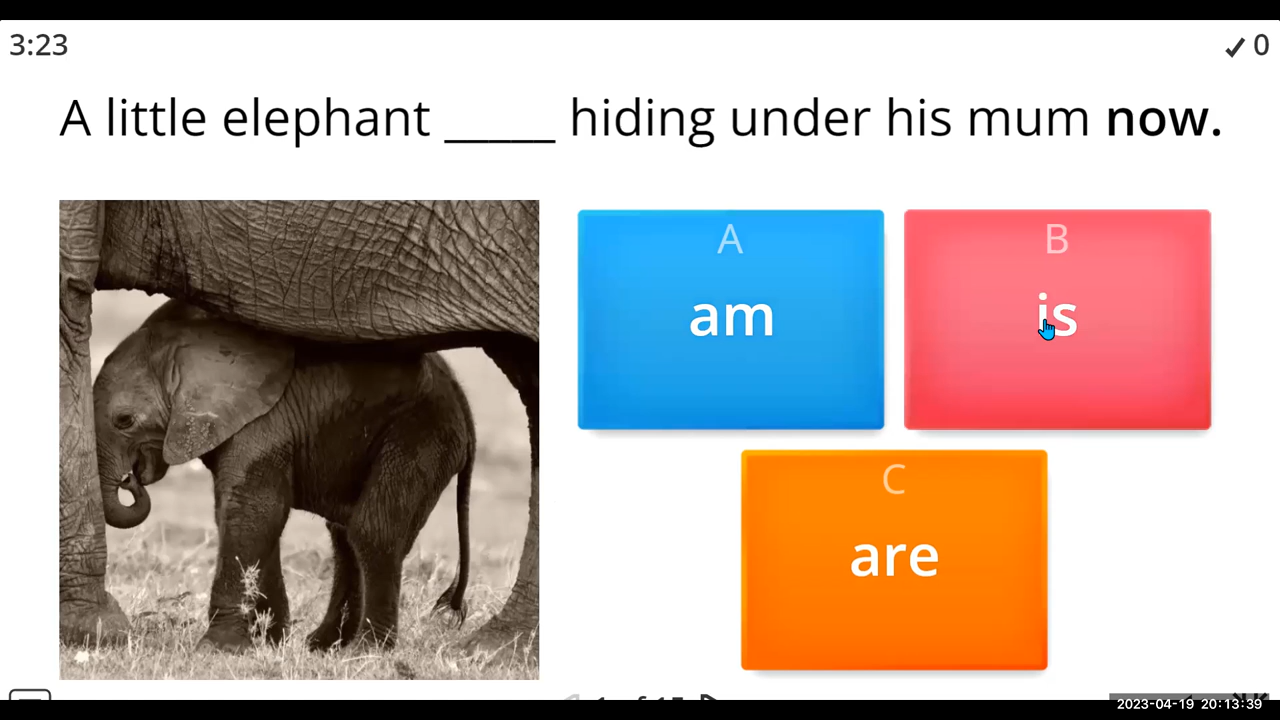 3:23
✓ 0
A little elephant _____ hiding under his mum now.
A
am
B
is
C
are
2023-04-19 20:13:39